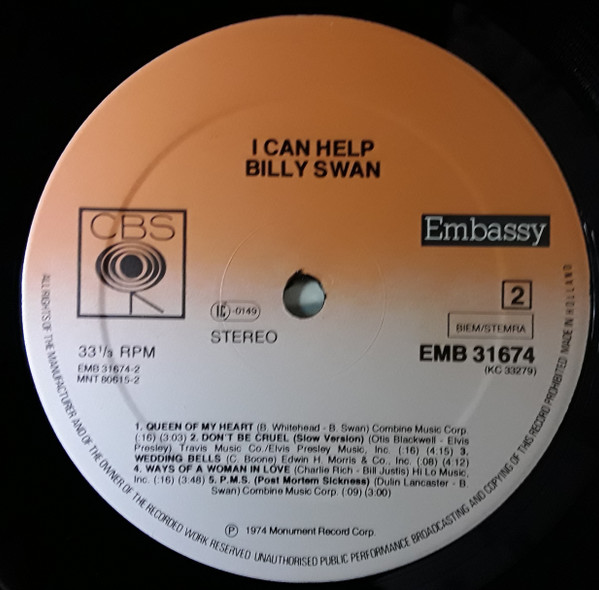 I CAN HELP
BILLY SWAN
CBS
Embassy
2
BIEM/STEMRA
-0149
STEREO
33 1/3 RPM
EMB 31674-2
MNT 80615-2
EMB 31674
(KC 33279)
1. QUEEN OF MY HEART (B. Whitehead - B. Swan) Combine Music Corp.
(:16) (3:03) 2. DON'T BE CRUEL (Slow Version) (Otis Blackwell - Elvis
Presley) Travis Music Co./Elvis Presley Music, Inc. (:16) (4:15) 3.
WEDDING BELLS (C. Boone) Edwin H. Morris & Co., Inc. (:08) (4:12)
4. WAYS OF A WOMAN IN LOVE (Charlie Rich - Bill Justis) Hi Lo Music,
Inc. (:16) (3:48) 5. P.M.S. (Post Mortem Sickness) (Dulin Lancaster - B.
Swan) Combine Music Corp. (:09) (3:00)
℗ 1974 Monument Record Corp.
ALL RIGHTS OF THE MANUFACTURER AND OF THE OWNER OF THE RECORDED WORK RESERVED UNAUTHORISED PUBLIC PERFORMANCE BROADCASTING AND COPYING OF THIS RECORD PROHIBITED MADE IN HOLLAND